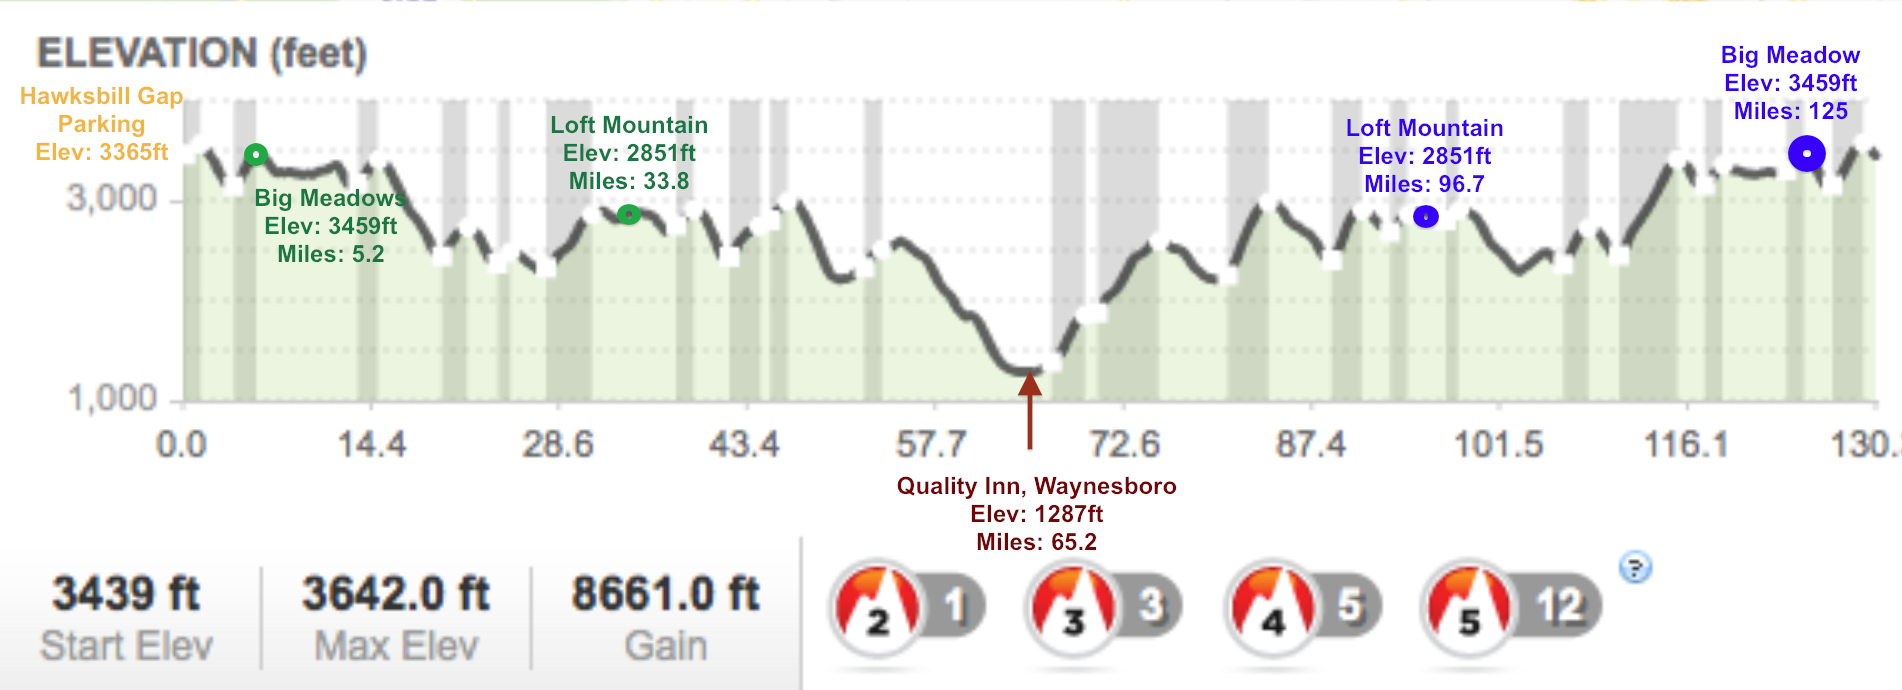 ELEVATION (feet)
Hawksbill Gap
Parking
Elev: 3365ft
Big Meadows
Elev: 3459ft
Miles: 5.2
Loft Mountain
Elev: 2851ft
Miles: 33.8
Loft Mountain
Elev: 2851ft
Miles: 96.7
Big Meadow
Elev: 3459ft
Miles: 125
3,000
1,000
0.0 14.4 28.6 43.4 57.7 72.6 87.4 101.5 116.1 130.
Quality Inn, Waynesboro
Elev: 1287ft
Miles: 65.2
3439 ft
Start Elev
3642.0 ft
Max Elev
8661.0 ft
Gain
2 1
3 3
4 5
5 12
?